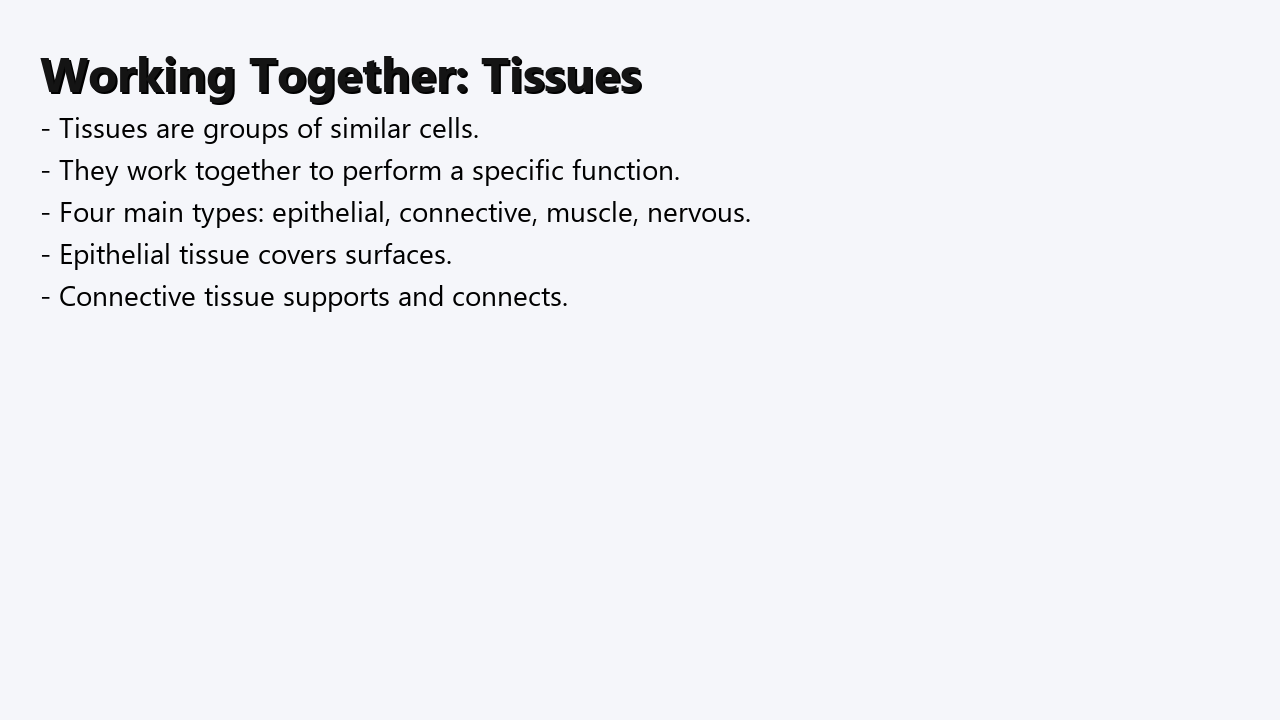 Working Together: Tissues
- Tissues are groups of similar cells.
- They work together to perform a specific function.
- Four main types: epithelial, connective, muscle, nervous.
- Epithelial tissue covers surfaces.
- Connective tissue supports and connects.